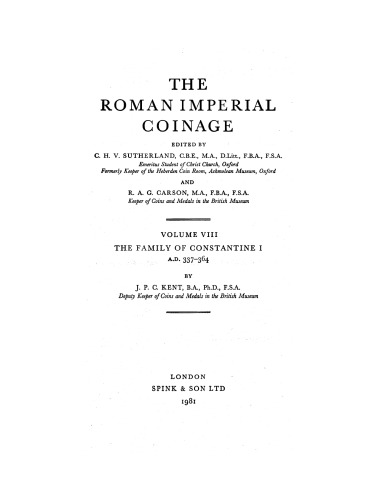 THE
ROMAN IMPERIAL
COINAGE
EDITED BY
C. H. V. SUTHERLAND, C.B.E., M.A., D.Litt., F.B.A., F.S.A.
Emeritus Student of Christ Church, Oxford
Formerly Keeper of the Heberden Coin Room, Ashmolean Museum, Oxford
AND
R. A. G. CARSON, M.A., F.B.A., F.S.A.
Keeper of Coins and Medals in the British Museum
VOLUME VIII
THE FAMILY OF CONSTANTINE I
A.D. 337–364
BY
J. P. C. KENT, B.A., Ph.D., F.S.A.
Deputy Keeper of Coins and Medals in the British Museum
LONDON
SPINK & SON LTD
1981